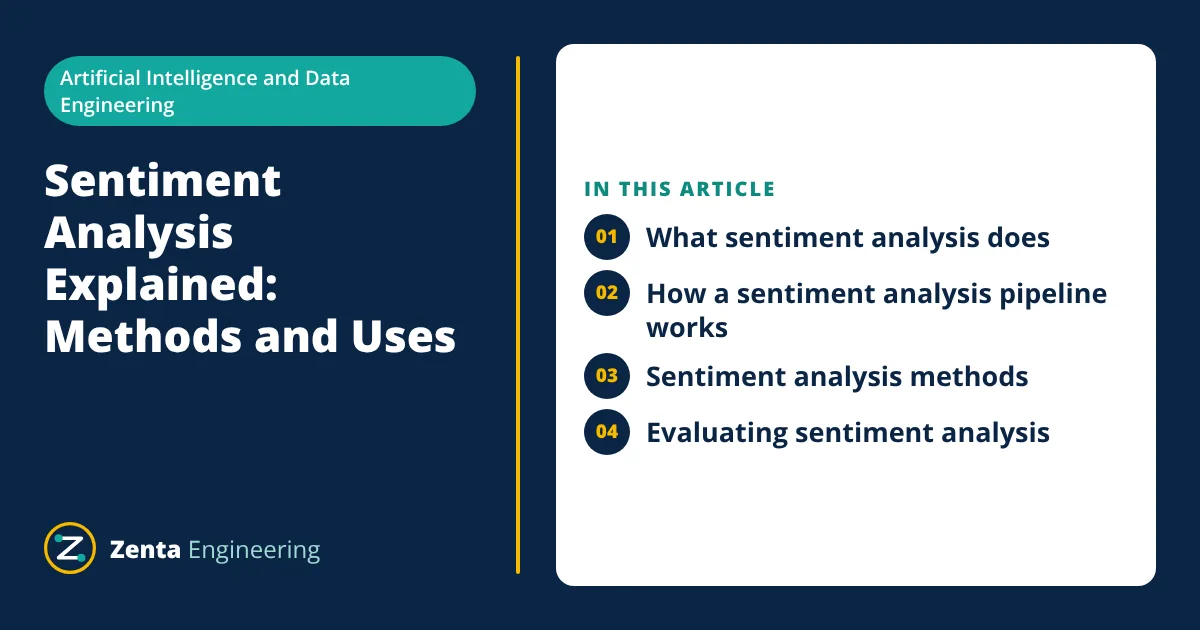 Artificial Intelligence and Data
Engineering
Sentiment
Analysis
Explained:
Methods and Uses
Zenta Engineering
IN THIS ARTICLE
01 What sentiment analysis does
02 How a sentiment analysis pipeline
works
03 Sentiment analysis methods
04 Evaluating sentiment analysis